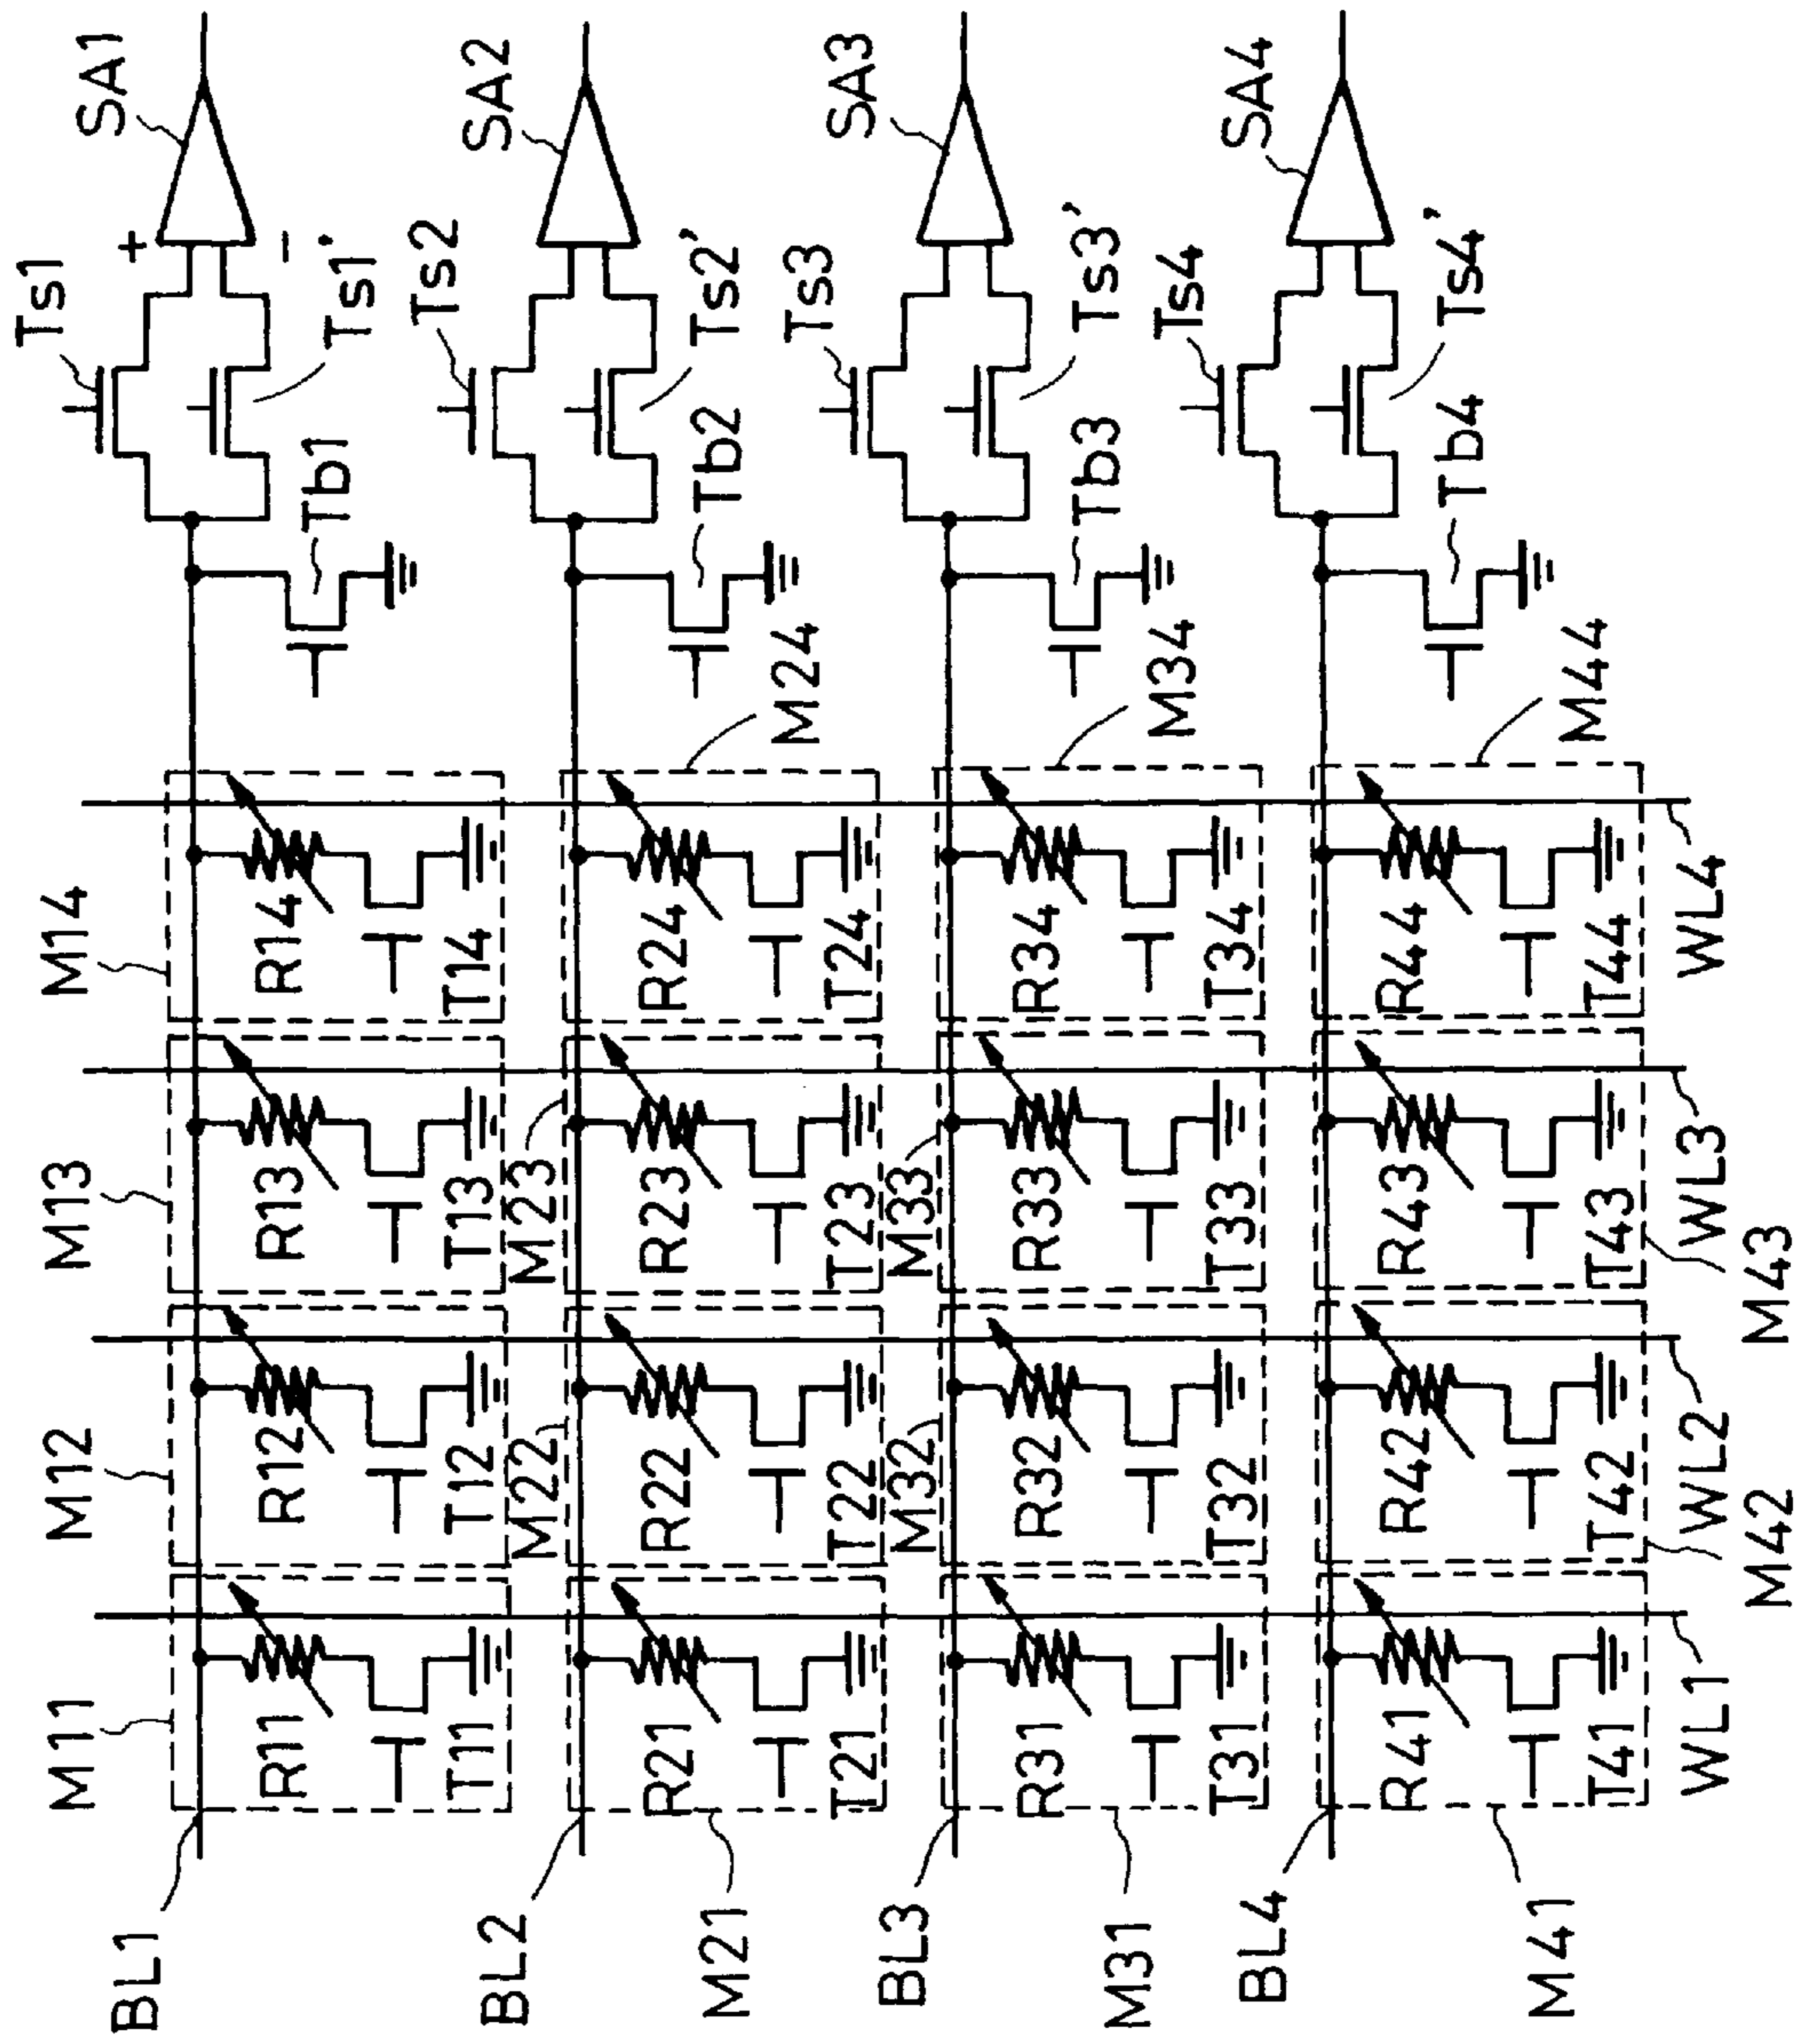 M11
M12
M13
M14
Ts1
SA1
BL1
+
R11
R12
R13
R14
−
Tb1
Ts1'
T11
T12
T13
T14
Ts2
SA2
BL2
M22
M23
R21
R22
R23
R24
Tb2
Ts2'
M21
M24
T21
T22
T23
T24
Ts3
SA3
BL3
M32
M33
R31
R32
R33
R34
Tb3
Ts3'
M31
M34
T31
T32
T33
T34
Ts4
SA4
BL4
R41
R42
R43
R44
Tb4
Ts4'
M41
M44
T41
T42
T43
T44
WL1
WL2
WL3
WL4
M42
M43